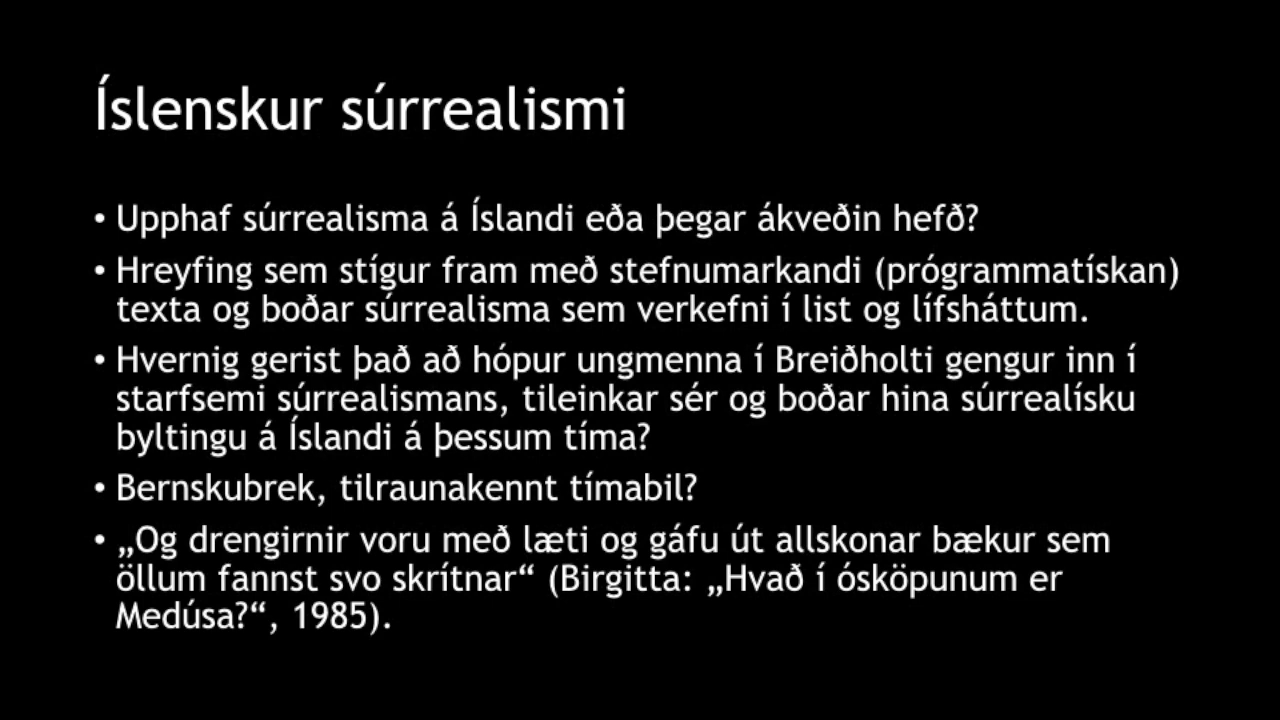 Íslenskur súrrealismi
• Upphaf súrrealisma á Íslandi eða þegar ákveðin hefð?
• Hreyfing sem stígur fram með stefnumarkandi (prógrammatískan)
texta og boðar súrrealisma sem verkefni í list og lífsháttum.
• Hvernig gerist það að hópur ungmenna í Breiðholti gengur inn í
starfsemi súrrealismans, tileinkar sér og boðar hina súrrealísku
byltingu á Íslandi á þessum tíma?
• Bernskubrek, tilraunakennt tímabil?
• „Og drengirnir voru með læti og gáfu út allskonar bækur sem
öllum fannst svo skrítnar“ (Birgitta: „Hvað í ósköpunum er
Medúsa?“, 1985).